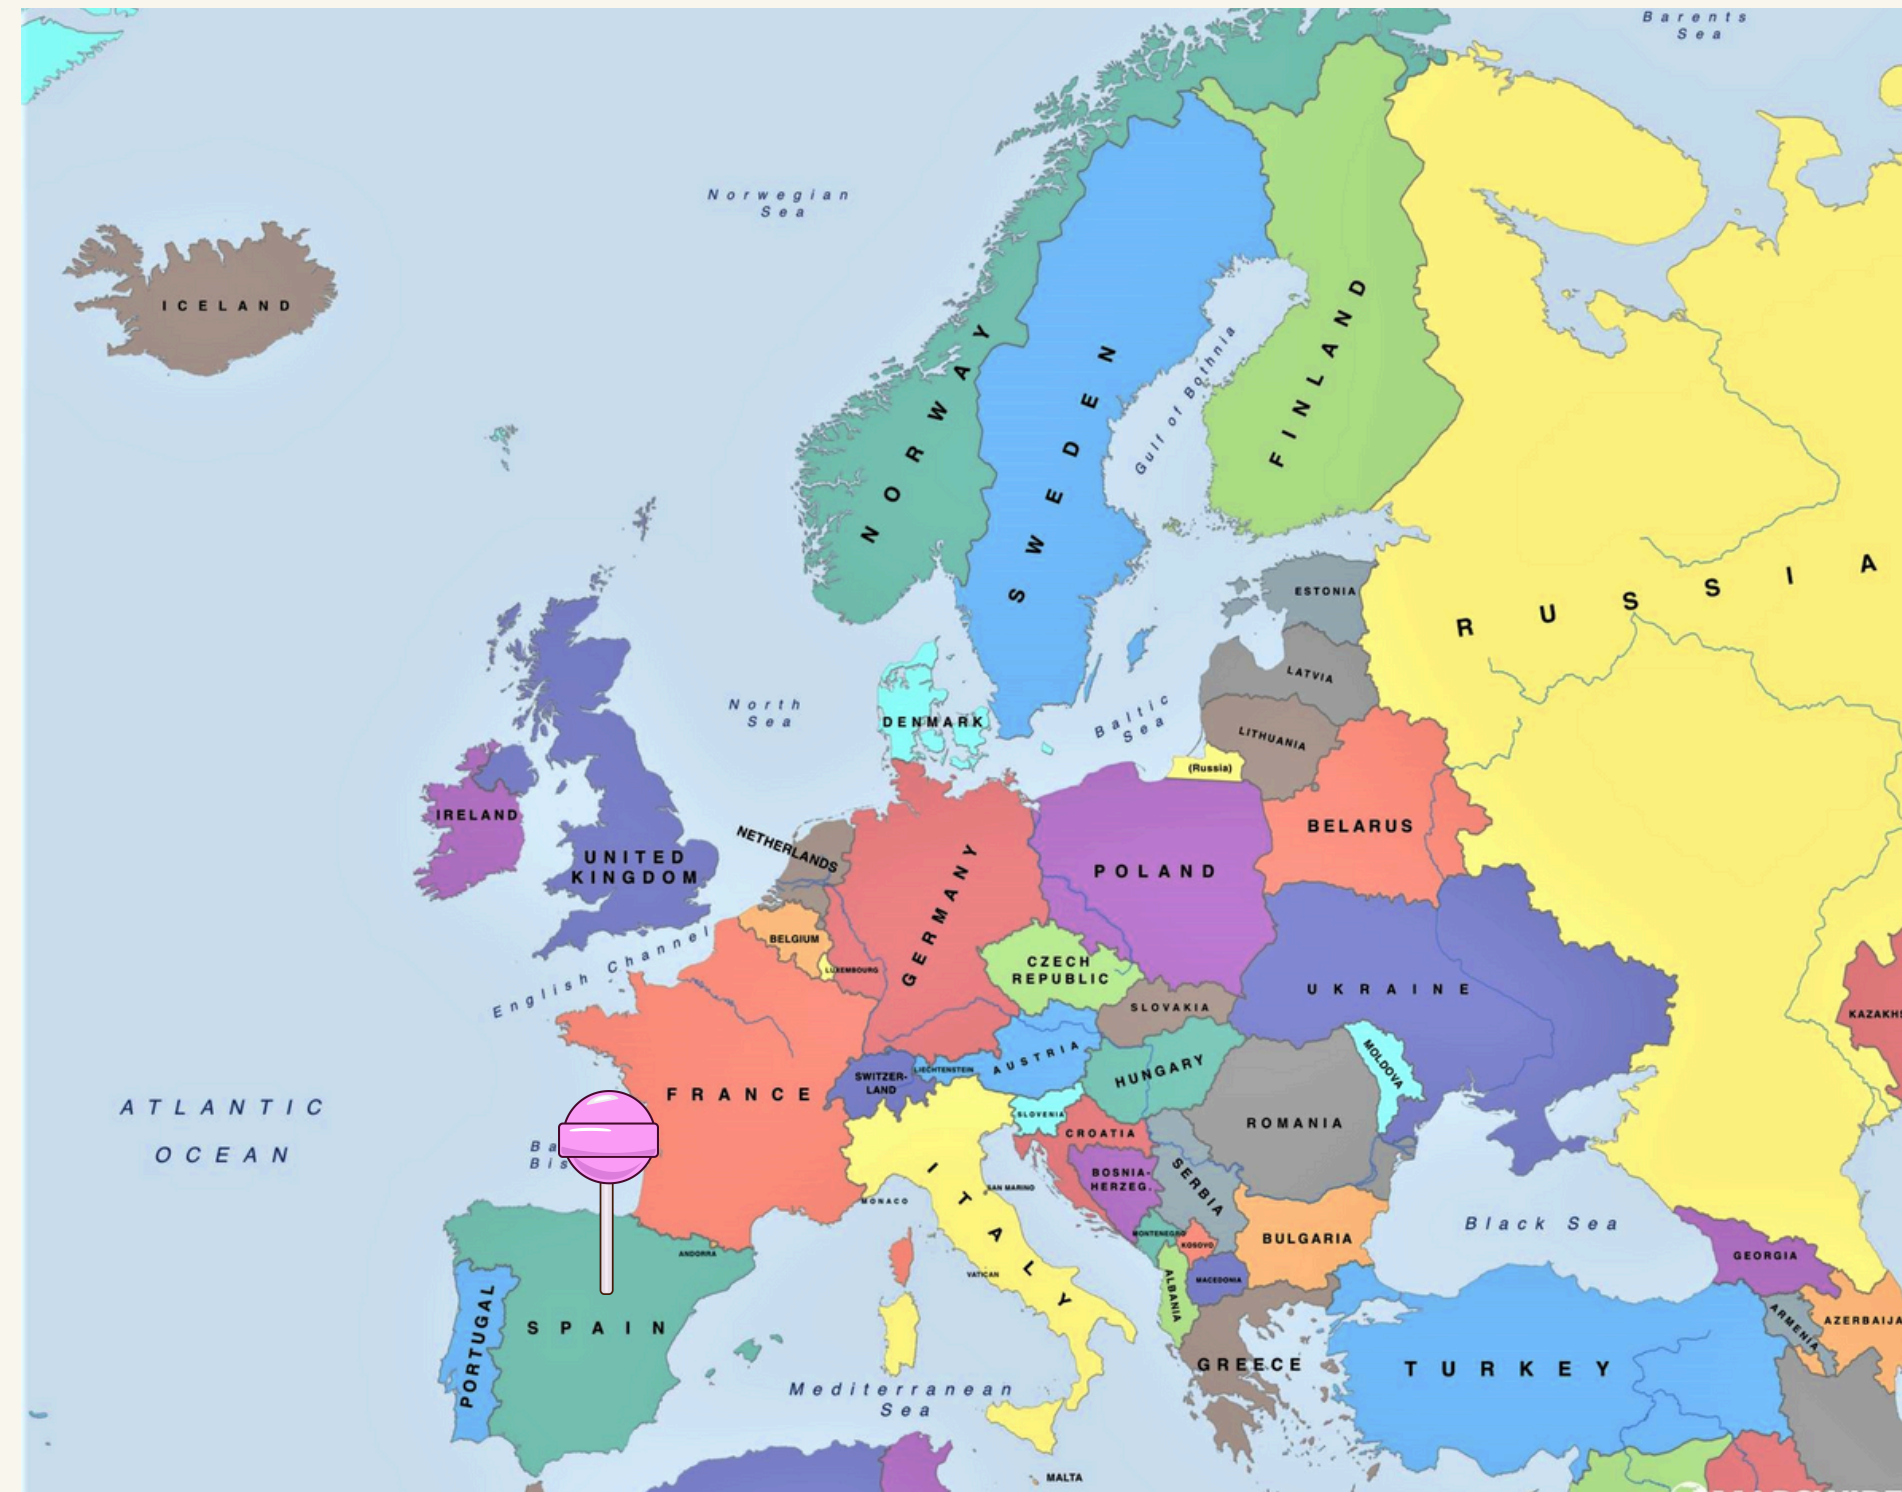 Barents
Sea
Norwegian
Sea
ICELAND
NORWAY
SWEDEN
FINLAND
Gulf of Bothnia
RUSSIA
ESTONIA
LATVIA
LITHUANIA
(Russia)
Baltic
Sea
North
Sea
DENMARK
IRELAND
UNITED
KINGDOM
NETHERLANDS
BELGIUM
LUXEMBOURG
GERMANY
POLAND
BELARUS
English Channel
CZECH
REPUBLIC
SLOVAKIA
UKRAINE
KAZAKHS
MOLDOVA
AUSTRIA
LIECHTENSTEIN
SWITZER-
LAND
HUNGARY
FRANCE
ATLANTIC
OCEAN
Ba
Bis
SLOVENIA
CROATIA
ROMANIA
BOSNIA-
HERZEG.
SERBIA
ITALY
SAN MARINO
MONACO
MONTENEGRO
KOSOVO
BULGARIA
Black Sea
GEORGIA
ANDORRA
VATICAN
ALBANIA
MACEDONIA
ARMENIA
AZERBAIJA
PORTUGAL
SPAIN
GREECE
TURKEY
Mediterranean
Sea
MALTA